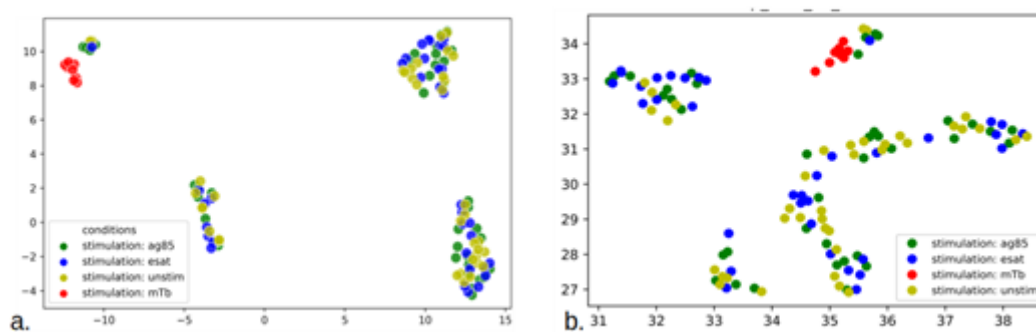 10
8
6
4
2
0
−2
−4
conditions
stimulation: ag85
stimulation: esat
stimulation: unstim
stimulation: mTb
−10
−5
0
5
10
15
a.
34
33
32
31
30
29
28
27
stimulation: ag85
stimulation: esat
stimulation: mTb
stimulation: unstim
31
32
33
34
35
36
37
38
b.